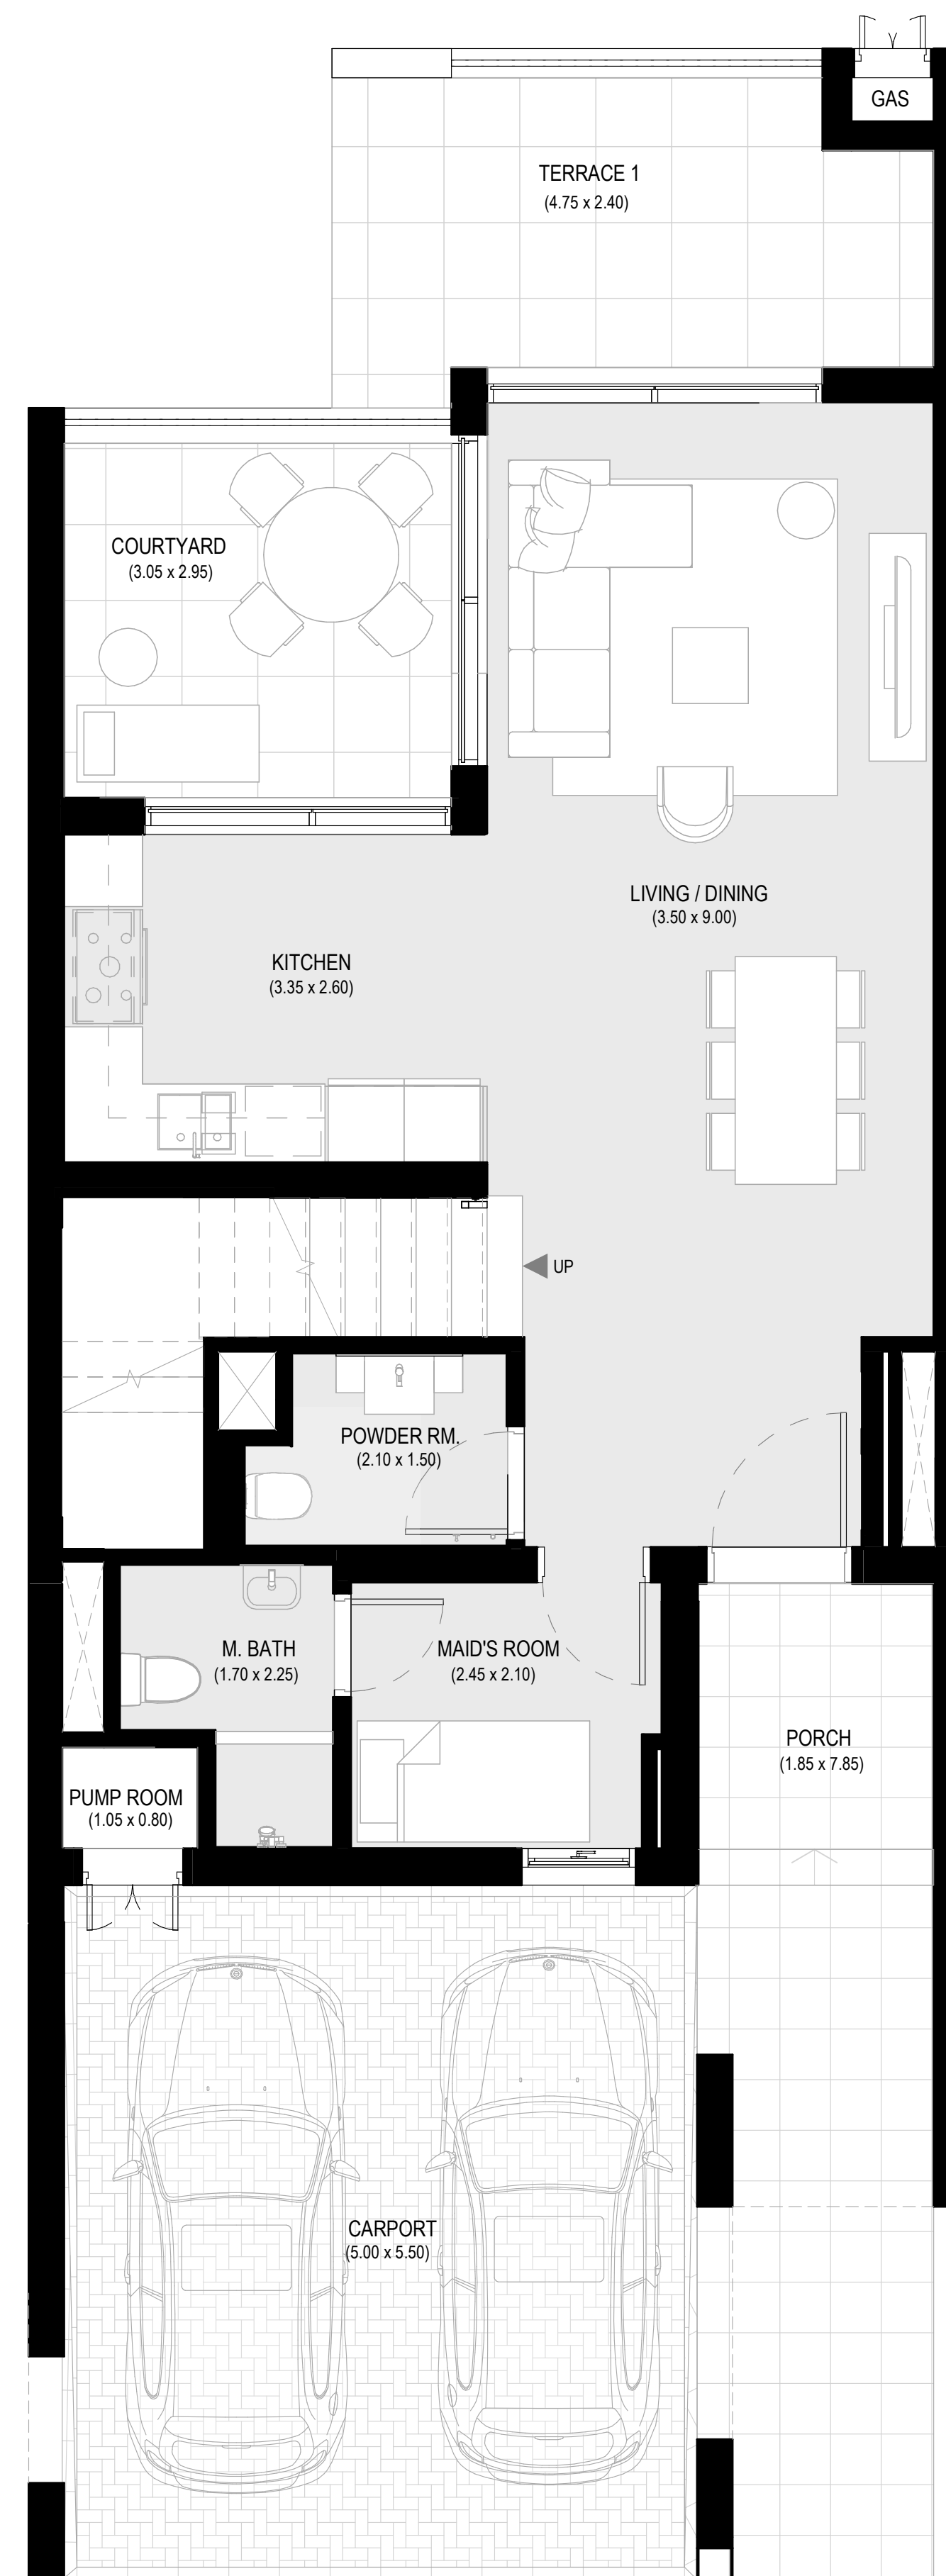 GAS
TERRACE 1
(4.75 x 2.40)
COURTYARD
(3.05 x 2.95)
LIVING / DINING
(3.50 x 9.00)
KITCHEN
(3.35 x 2.60)
UP
POWDER RM.
(2.10 x 1.50)
M. BATH
(1.70 x 2.25)
MAID'S ROOM
(2.45 x 2.10)
PORCH
(1.85 x 7.85)
PUMP ROOM
(1.05 x 0.80)
CARPORT
(5.00 x 5.50)